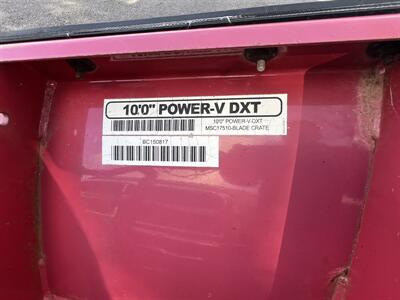 10'0" POWER-V DXT
10'0" POWER-V-DXT
MSC17510-BLADE CRATE
BC150817